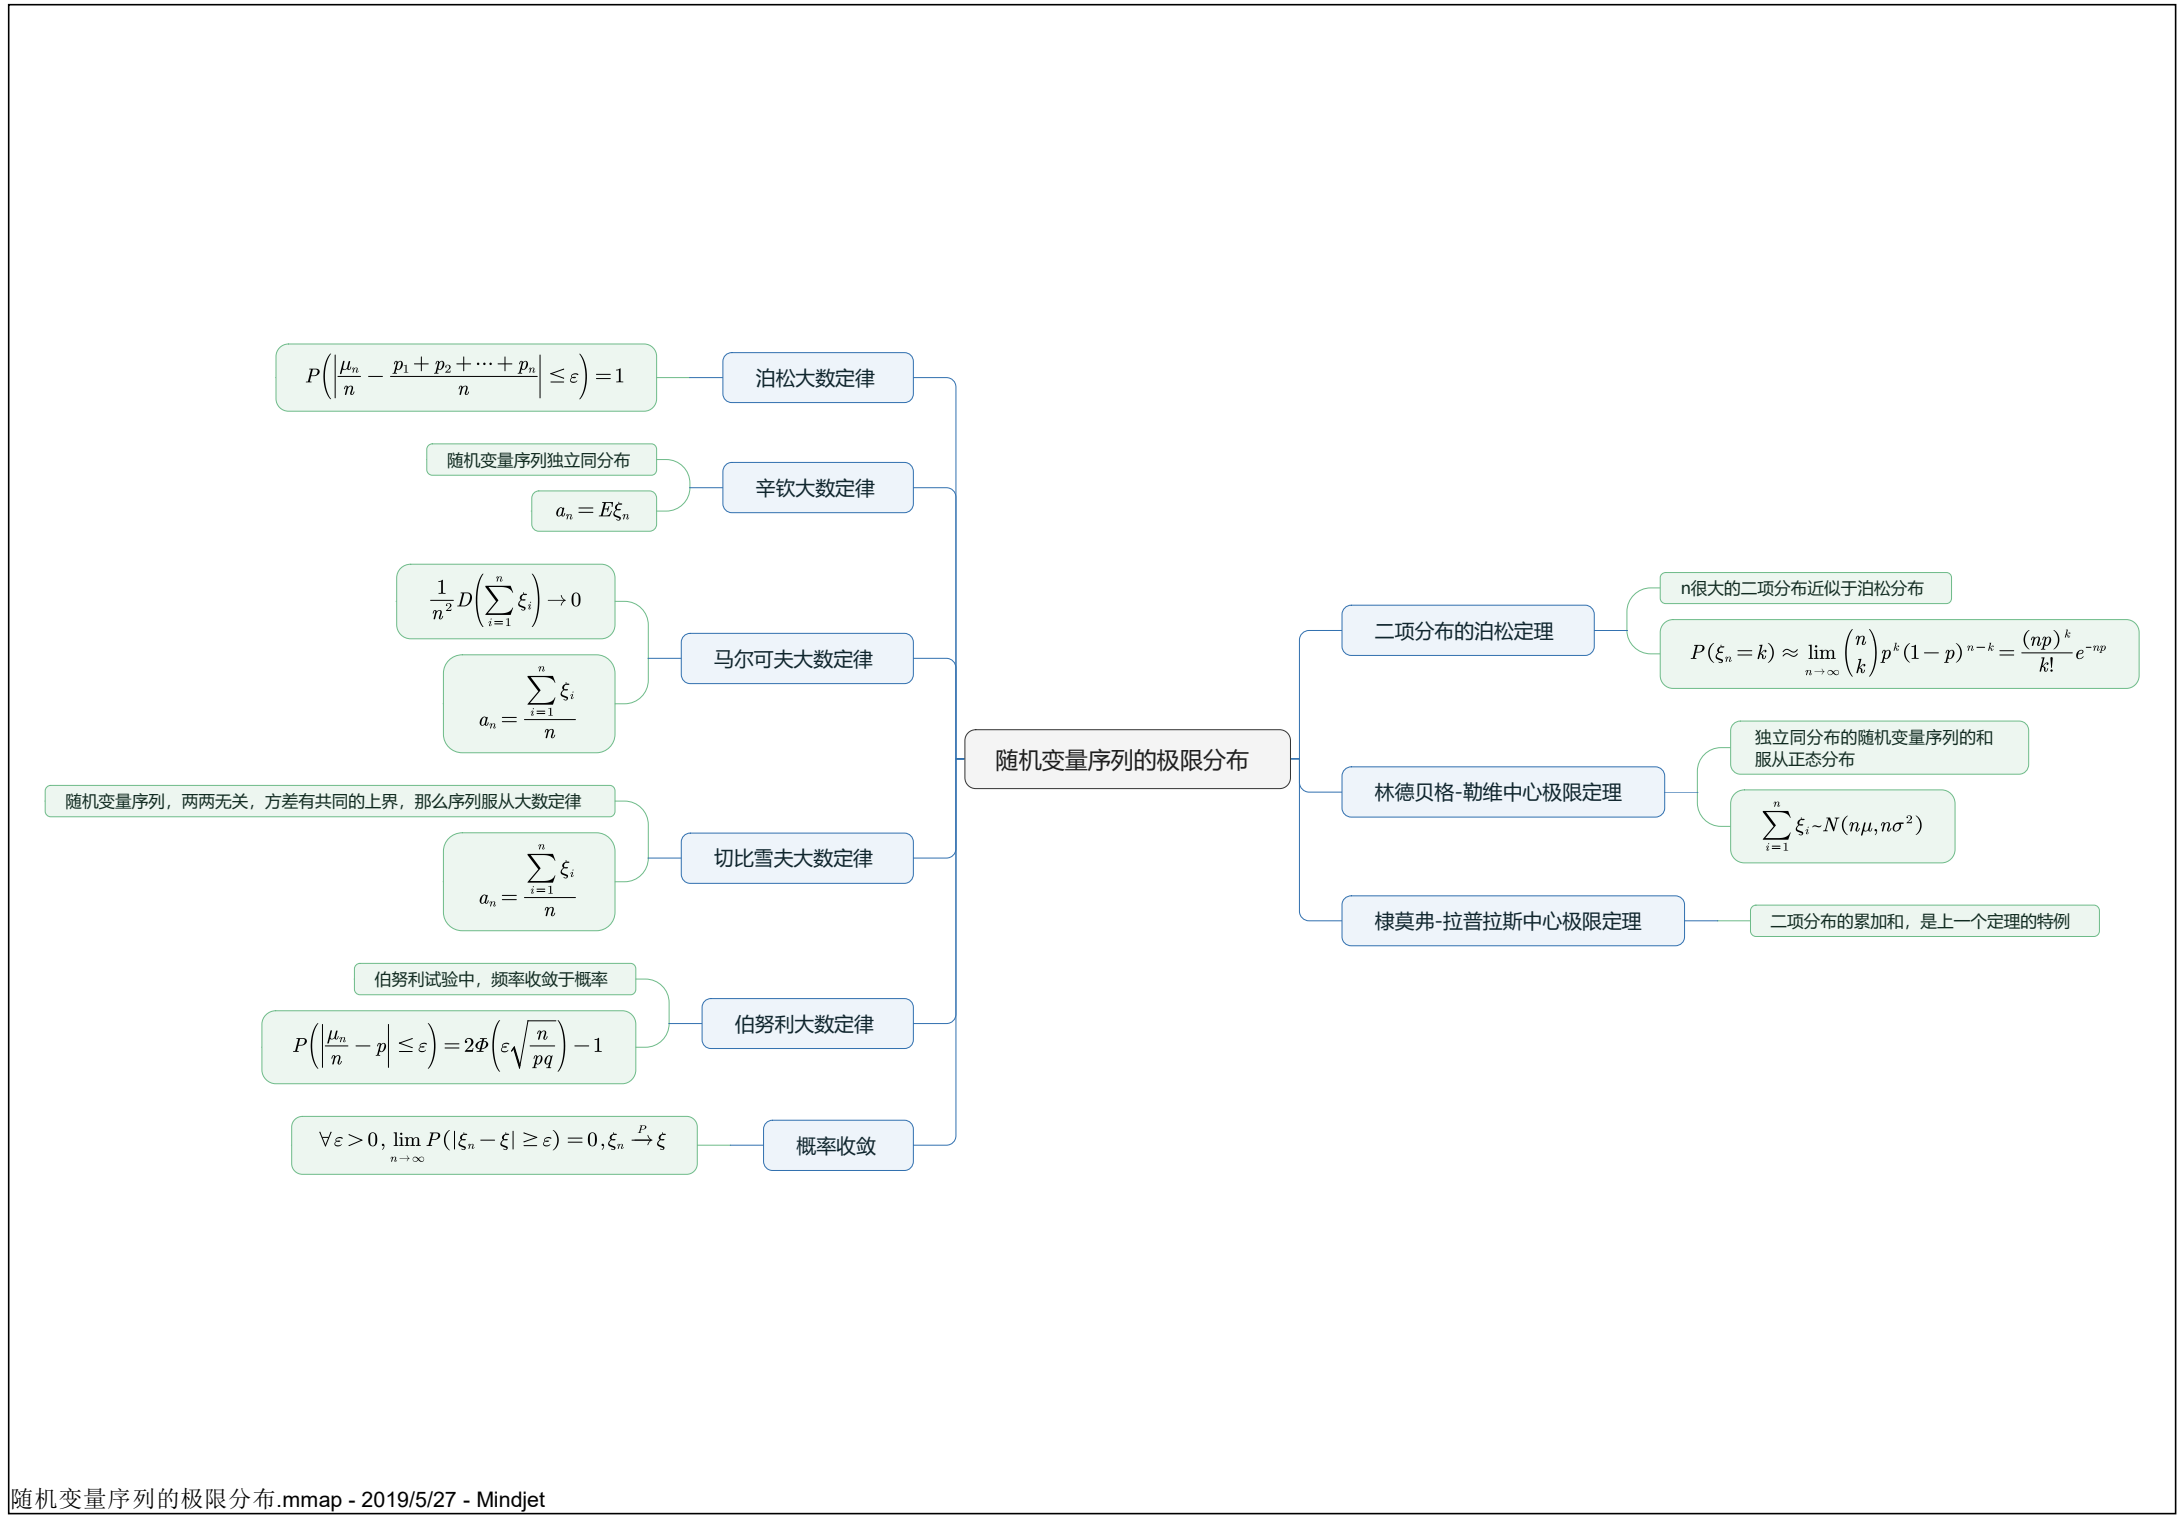 泊松大数定律
P(|μₙ/n − (p₁+p₂+⋯+pₙ)/n| ≤ ε) = 1
辛钦大数定律
随机变量序列独立同分布
aₙ = Eξₙ
马尔可夫大数定律
1/n² D(∑ᵢ₌₁ⁿ ξᵢ) → 0
aₙ = ∑ᵢ₌₁ⁿ ξᵢ / n
切比雪夫大数定律
随机变量序列，两两无关，方差有共同的上界，那么序列服从大数定律
aₙ = ∑ᵢ₌₁ⁿ ξᵢ / n
伯努利大数定律
伯努利试验中，频率收敛于概率
P(|μₙ/n − p| ≤ ε) = 2Φ(ε√(n/pq)) − 1
概率收敛
∀ε > 0, lim n→∞ P(|ξₙ − ξ| ≥ ε) = 0, ξₙ →ᴾ ξ
随机变量序列的极限分布
二项分布的泊松定理
n很大的二项分布近似于泊松分布
P(ξₙ = k) ≈ lim n→∞ (n k) pᵏ(1 − p)ⁿ⁻ᵏ = (np)ᵏ/k! e⁻ⁿᵖ
林德贝格-勒维中心极限定理
独立同分布的随机变量序列的和
服从正态分布
∑ᵢ₌₁ⁿ ξᵢ ~ N(nμ, nσ²)
棣莫弗-拉普拉斯中心极限定理
二项分布的累加和，是上一个定理的特例
随机变量序列的极限分布.mmap - 2019/5/27 - Mindjet